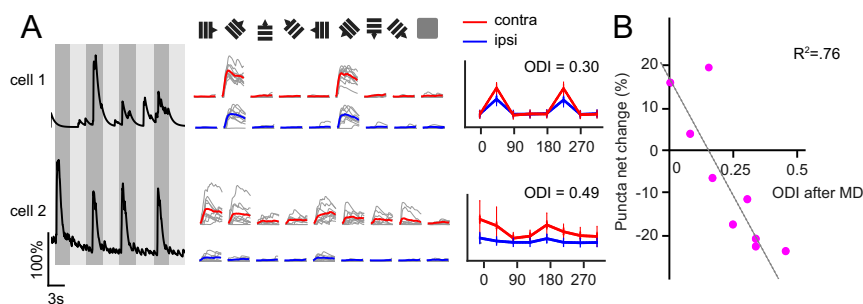 A
contra
ipsi
cell 1
ODI = 0.30
0 90 180 270
cell 2
ODI = 0.49
0 90 180 270
100%
3s
B
R²=.76
Puncta net change (%)
20
10
0
-10
-20
0 0.25 0.5
ODI after MD